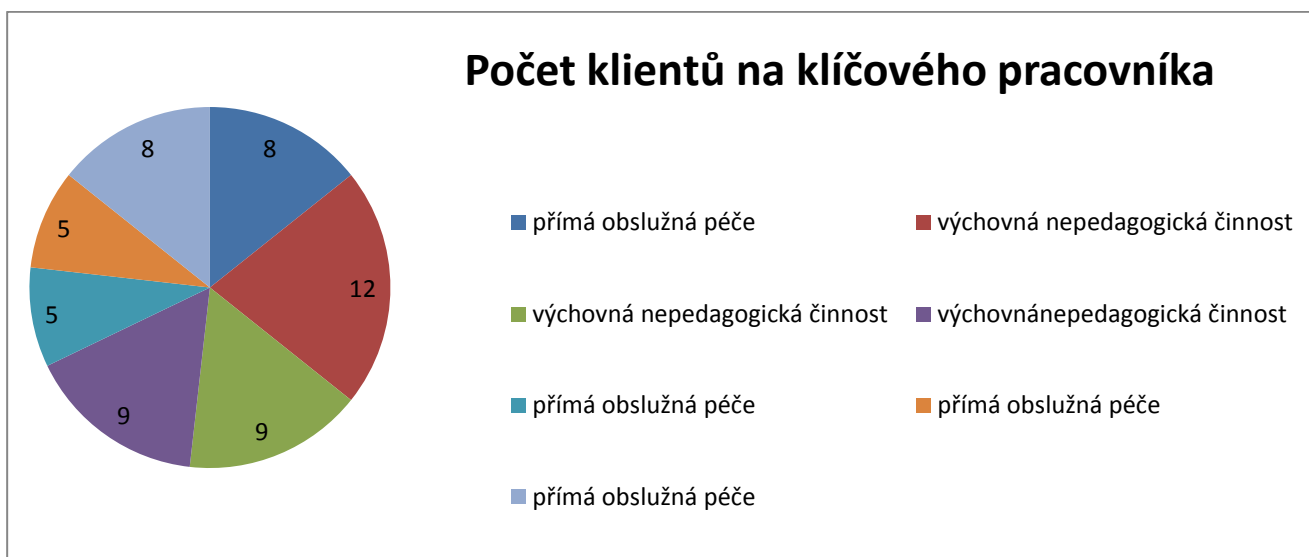 Počet klientů na klíčového pracovníka
8
8
5
12
5
9
9
přímá obslužná péče
výchovná nepedagogická činnost
výchovná nepedagogická činnost
výchovnánepedagogická činnost
přímá obslužná péče
přímá obslužná péče
přímá obslužná péče